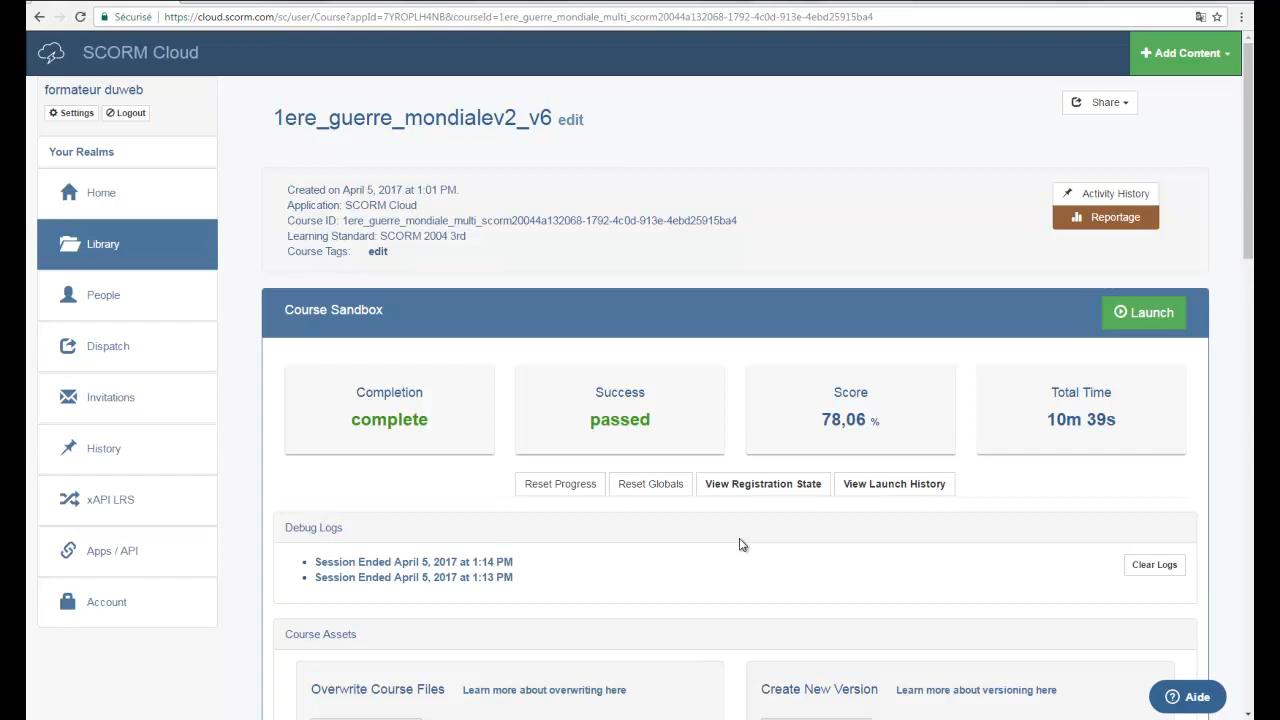 Sécurisé
https://cloud.scorm.com/sc/user/Course?appId=7YROPLH4NB&courseId=1ere_guerre_mondiale_multi_scorm20044a132068-1792-4c0d-913e-4ebd25915ba4
SCORM Cloud
Add Content
formateur duweb
Settings
Logout
Your Realms
Home
Library
People
Dispatch
Invitations
History
xAPI LRS
Apps / API
Account
1ere_guerre_mondialev2_v6 edit
Share
Created on April 5, 2017 at 1:01 PM.
Application: SCORM Cloud
Course ID: 1ere_guerre_mondiale_multi_scorm20044a132068-1792-4c0d-913e-4ebd25915ba4
Learning Standard: SCORM 2004 3rd
Course Tags: edit
Activity History
Reportage
Course Sandbox
Launch
Completion
complete
Success
passed
Score
78,06 %
Total Time
10m 39s
Reset Progress
Reset Globals
View Registration State
View Launch History
Debug Logs
Session Ended April 5, 2017 at 1:14 PM
Session Ended April 5, 2017 at 1:13 PM
Clear Logs
Course Assets
Overwrite Course Files
Learn more about overwriting here
Create New Version
Learn more about versioning here
Aide